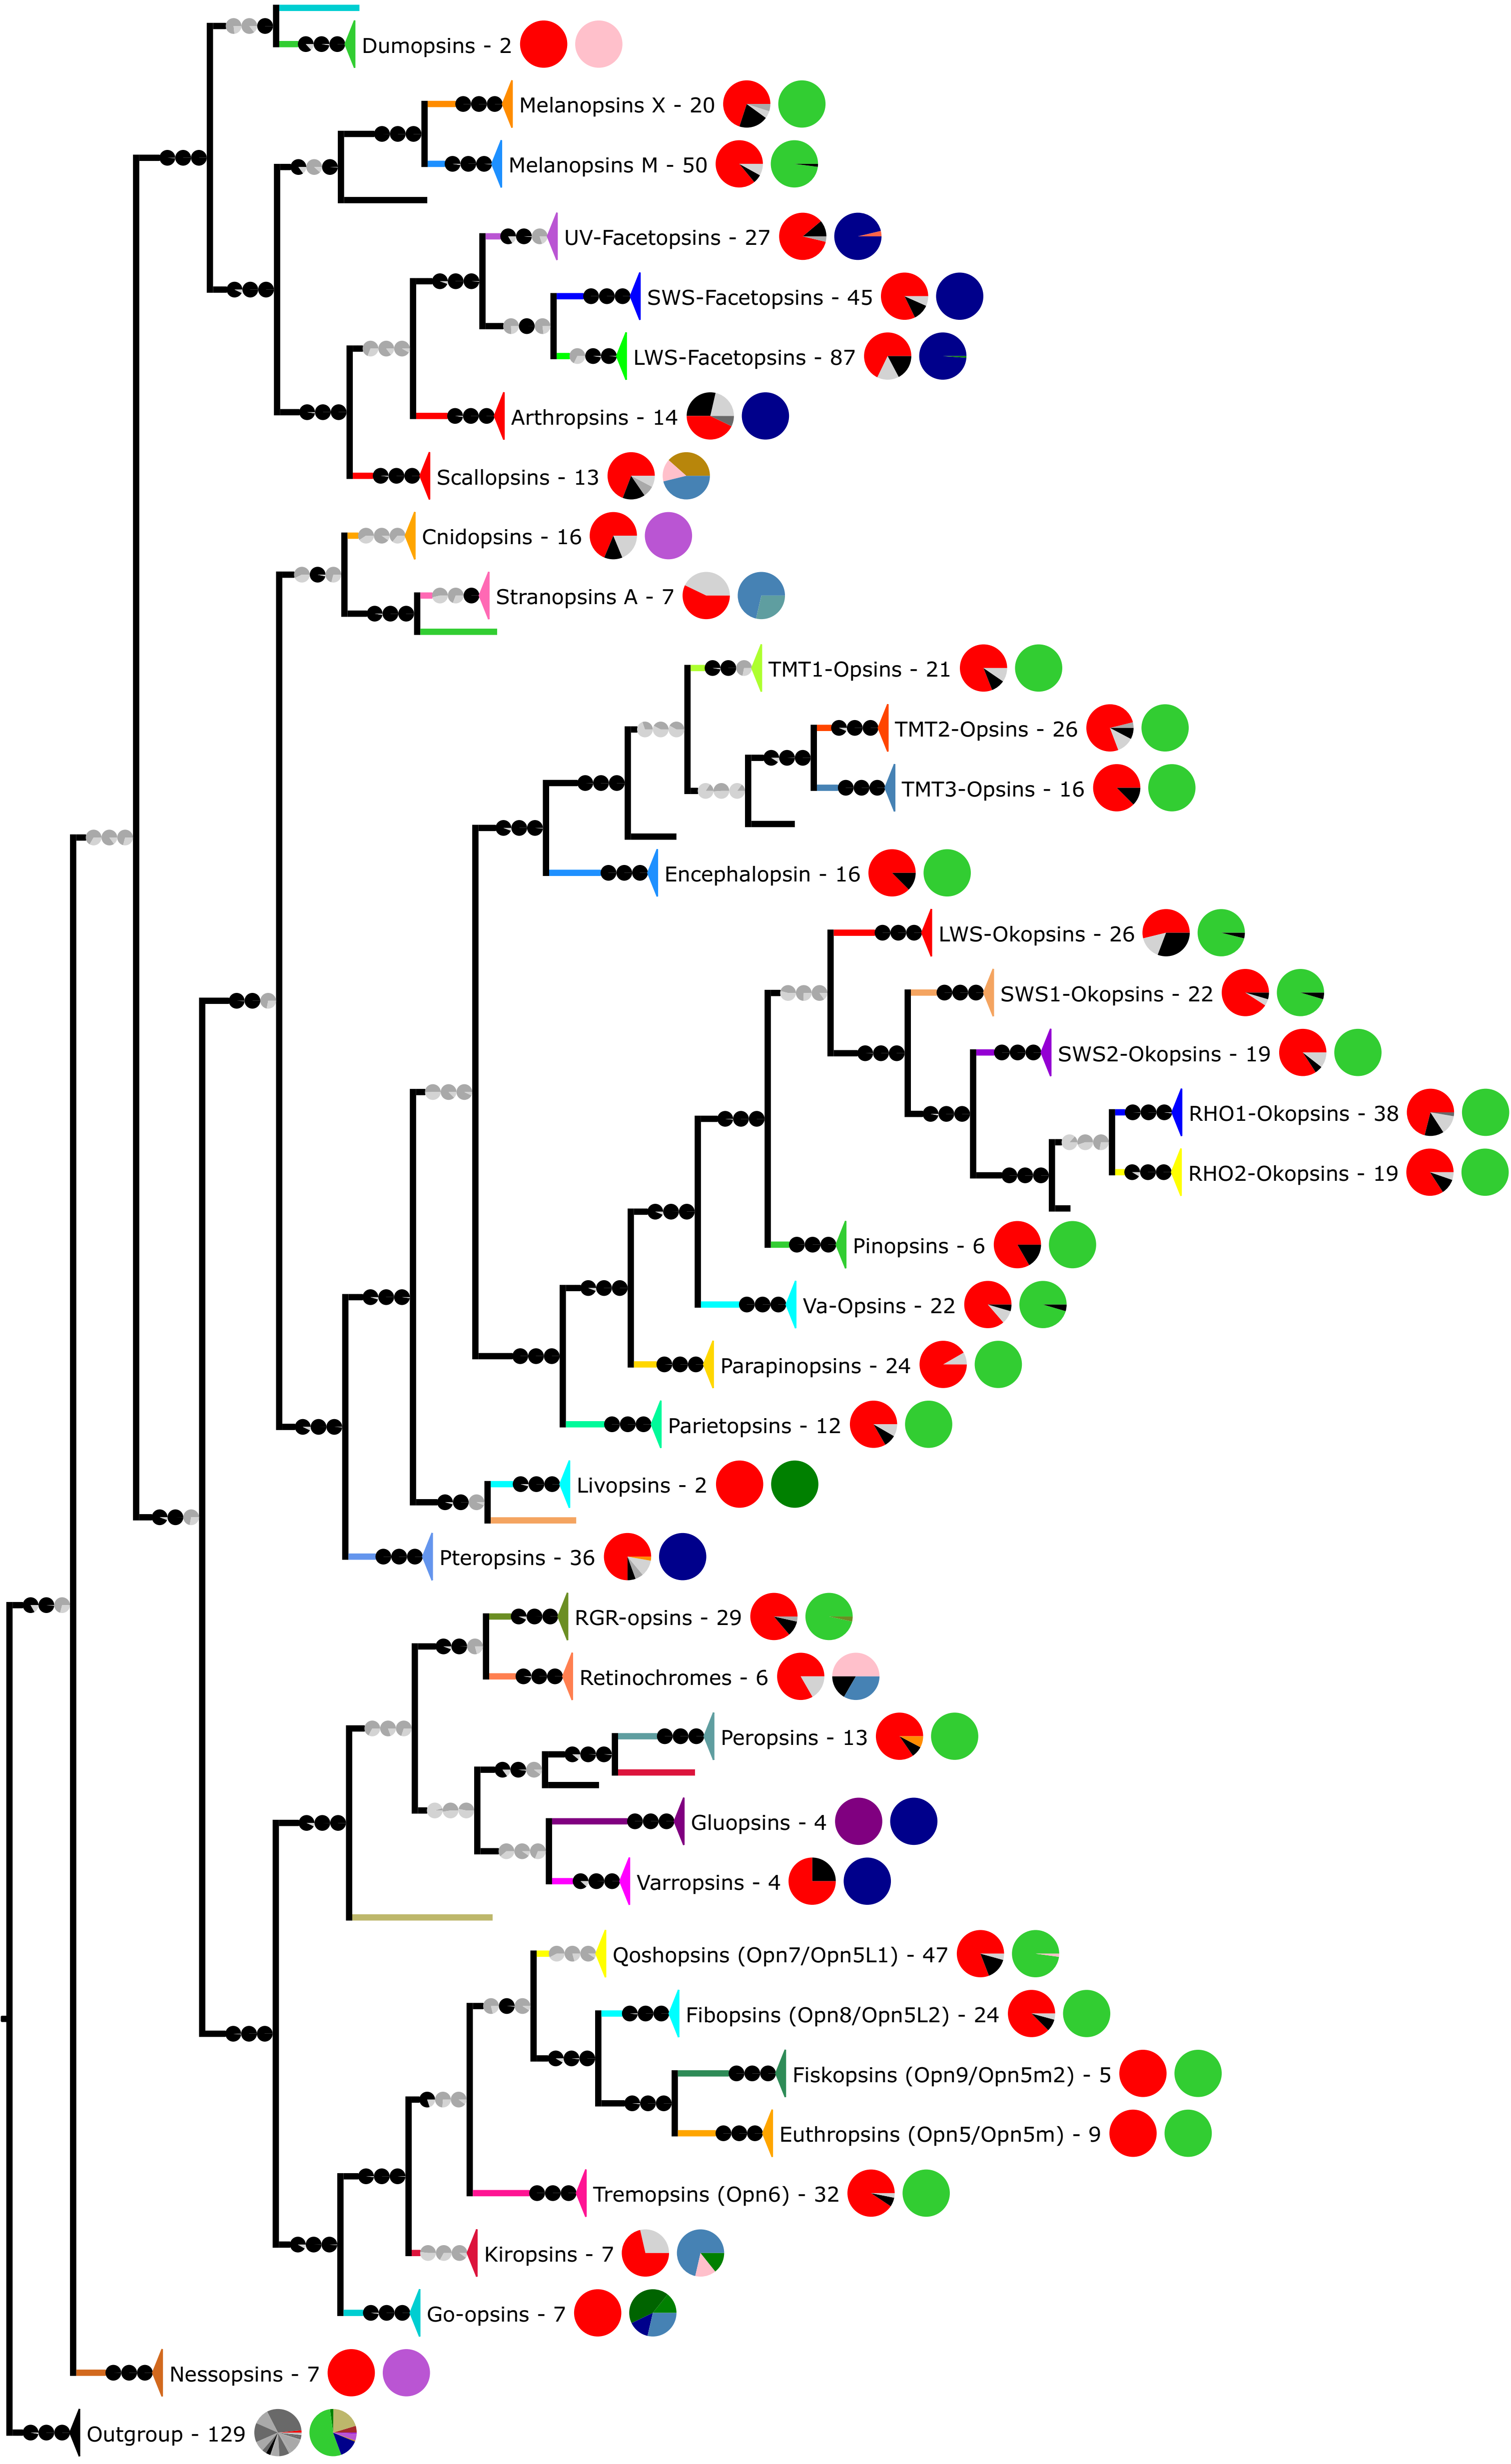 Dumopsins - 2
Melanopsins X - 20
Melanopsins M - 50
UV-Facetopsins - 27
SWS-Facetopsins - 45
LWS-Facetopsins - 87
Arthropsins - 14
Scallopsins - 13
Cnidopsins - 16
Stranopsins A - 7
TMT1-Opsins - 21
TMT2-Opsins - 26
TMT3-Opsins - 16
Encephalopsin - 16
LWS-Okopsins - 26
SWS1-Okopsins - 22
SWS2-Okopsins - 19
RHO1-Okopsins - 38
RHO2-Okopsins - 19
Pinopsins - 6
Va-Opsins - 22
Parapinopsins - 24
Parietopsins - 12
Livopsins - 2
Pteropsins - 36
RGR-opsins - 29
Retinochromes - 6
Peropsins - 13
Gluopsins - 4
Varropsins - 4
Qoshopsins (Opn7/Opn5L1) - 47
Fibopsins (Opn8/Opn5L2) - 24
Fiskopsins (Opn9/Opn5m2) - 5
Euthropsins (Opn5/Opn5m) - 9
Tremopsins (Opn6) - 32
Kiropsins - 7
Go-opsins - 7
Nessopsins - 7
Outgroup - 129